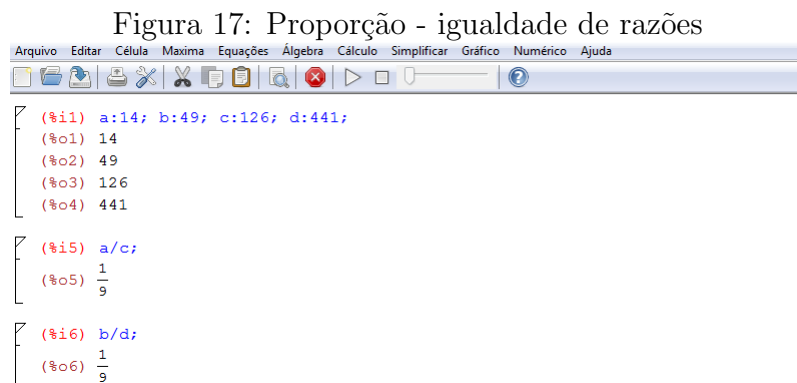 Figura 17: Proporção - igualdade de razões
Arquivo Editar Célula Maxima Equações Álgebra Cálculo Simplificar Gráfico Numérico Ajuda
(%i1) a:14; b:49; c:126; d:441;
(%o1) 14
(%o2) 49
(%o3) 126
(%o4) 441
(%i5) a/c;
(%o5) 1/9
(%i6) b/d;
(%o6) 1/9